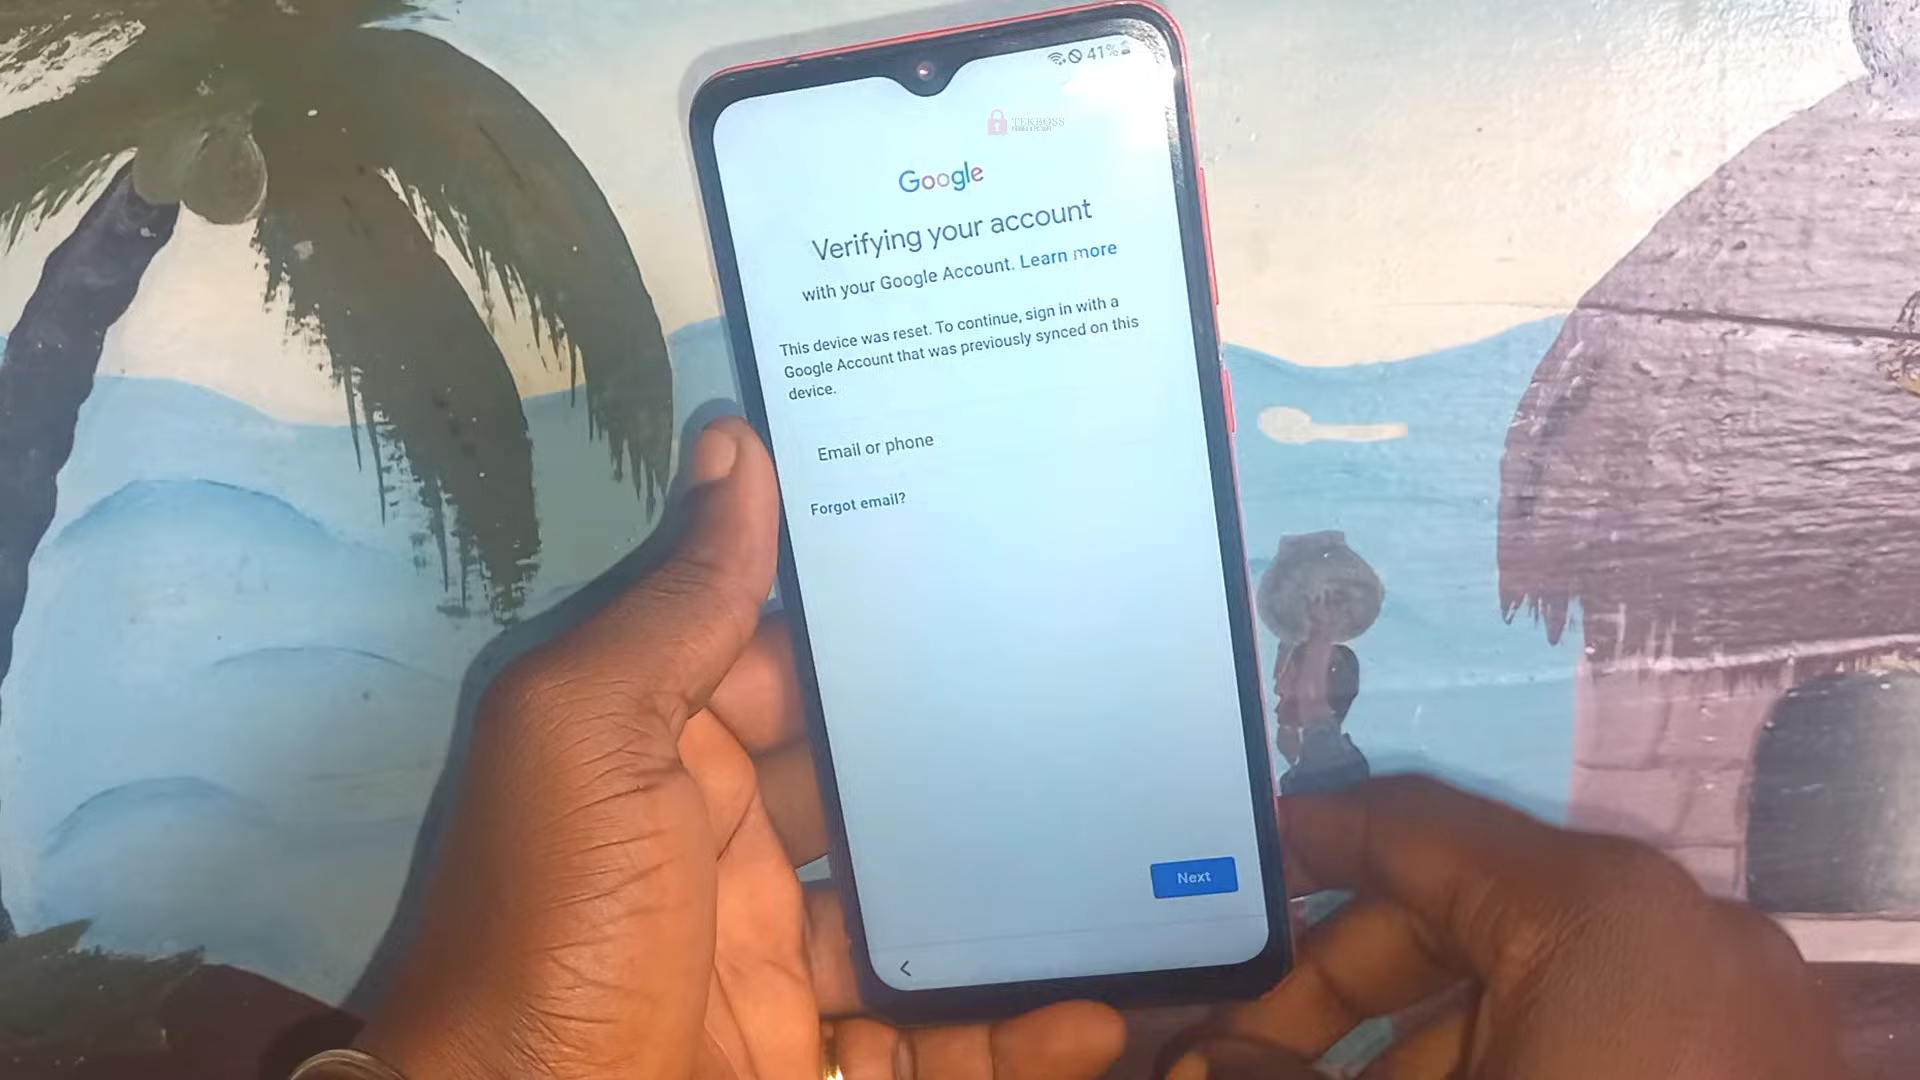 41%
TEKBOSS
Google
Verifying your account
with your Google Account. Learn more
This device was reset. To continue, sign in with a
Google Account that was previously synced on this
device.
Email or phone
Forgot email?
Next